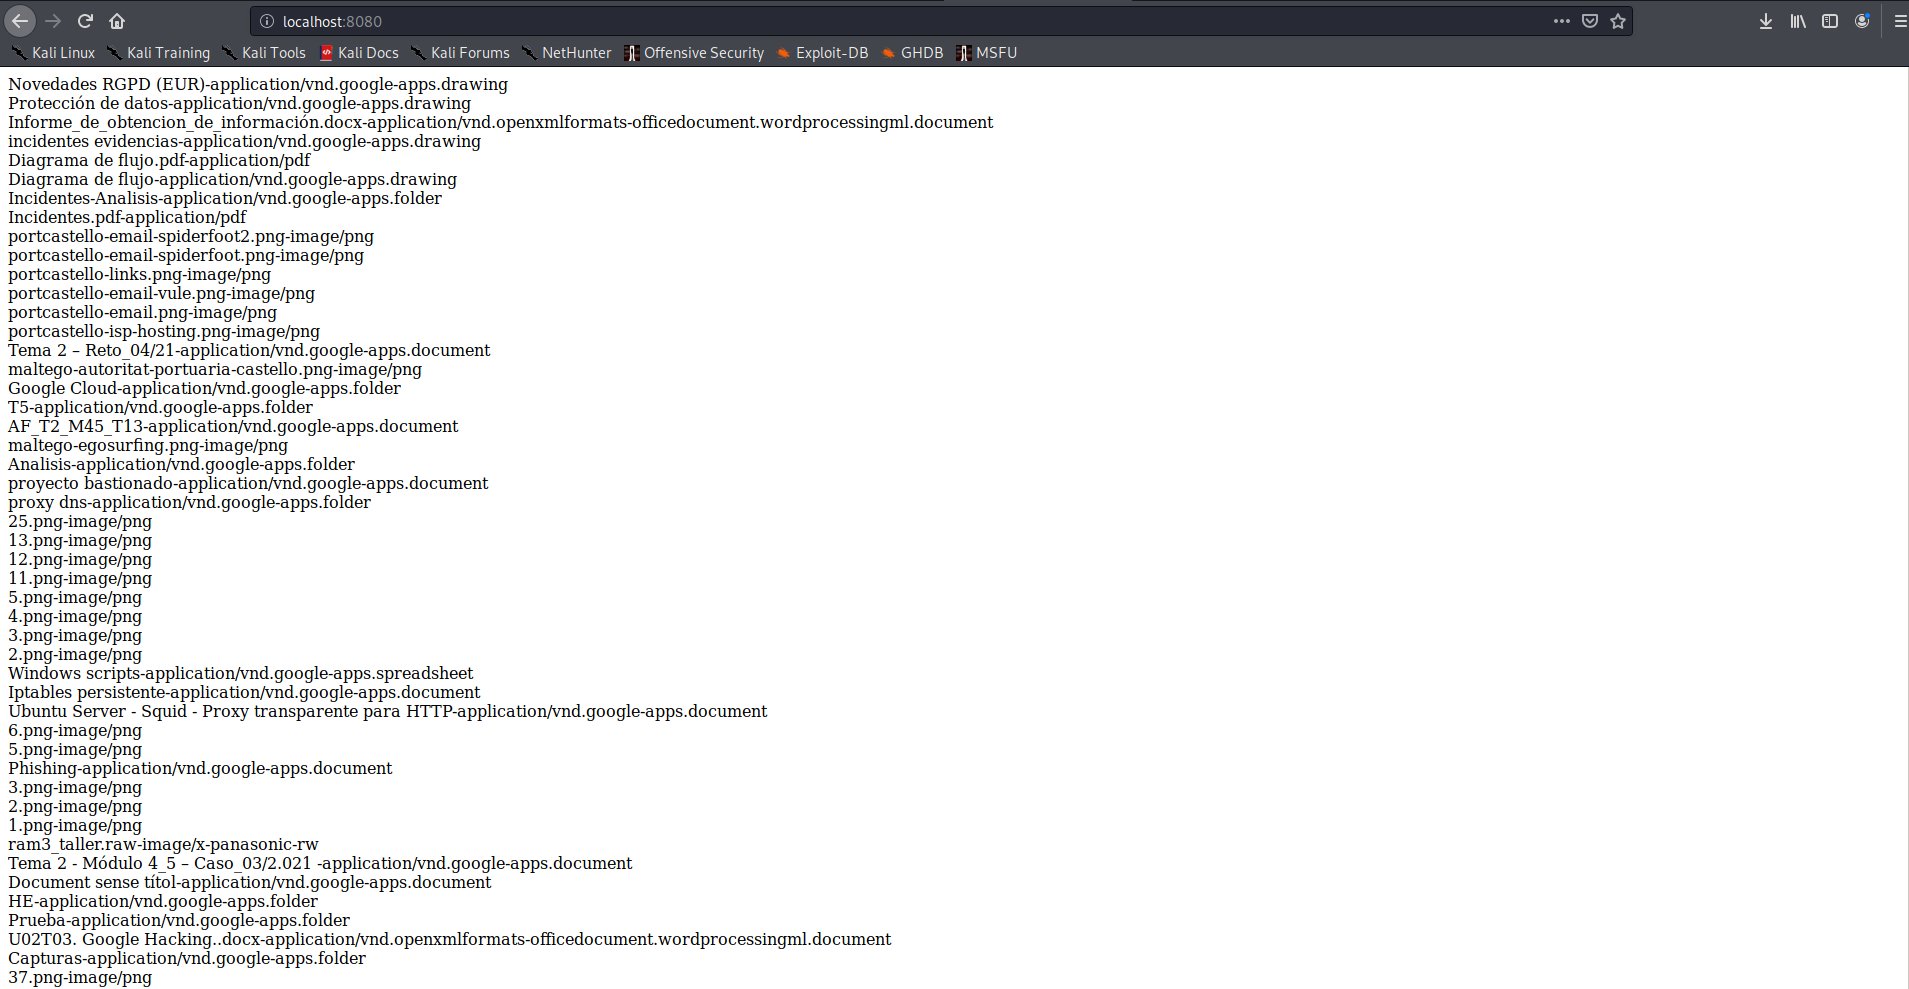 localhost:8080
Kali Linux Kali Training Kali Tools Kali Docs Kali Forums NetHunter Offensive Security Exploit-DB GHDB MSFU
Novedades RGPD (EUR)-application/vnd.google-apps.drawing
Protección de datos-application/vnd.google-apps.drawing
Informe_de_obtencion_de_información.docx-application/vnd.openxmlformats-officedocument.wordprocessingml.document
incidentes evidencias-application/vnd.google-apps.drawing
Diagrama de flujo.pdf-application/pdf
Diagrama de flujo-application/vnd.google-apps.drawing
Incidentes-Analisis-application/vnd.google-apps.folder
Incidentes.pdf-application/pdf
portcastello-email-spiderfoot2.png-image/png
portcastello-email-spiderfoot.png-image/png
portcastello-links.png-image/png
portcastello-email-vule.png-image/png
portcastello-email.png-image/png
portcastello-isp-hosting.png-image/png
Tema 2 – Reto_04/21-application/vnd.google-apps.document
maltego-autoritat-portuaria-castello.png-image/png
Google Cloud-application/vnd.google-apps.folder
T5-application/vnd.google-apps.folder
AF_T2_M45_T13-application/vnd.google-apps.document
maltego-egosurfing.png-image/png
Analisis-application/vnd.google-apps.folder
proyecto bastionado-application/vnd.google-apps.document
proxy dns-application/vnd.google-apps.folder
25.png-image/png
13.png-image/png
12.png-image/png
11.png-image/png
5.png-image/png
4.png-image/png
3.png-image/png
2.png-image/png
Windows scripts-application/vnd.google-apps.spreadsheet
Iptables persistente-application/vnd.google-apps.document
Ubuntu Server - Squid - Proxy transparente para HTTP-application/vnd.google-apps.document
6.png-image/png
5.png-image/png
Phishing-application/vnd.google-apps.document
3.png-image/png
2.png-image/png
1.png-image/png
ram3_taller.raw-image/x-panasonic-rw
Tema 2 - Módulo 4_5 – Caso_03/2.021 -application/vnd.google-apps.document
Document sense títol-application/vnd.google-apps.document
HE-application/vnd.google-apps.folder
Prueba-application/vnd.google-apps.folder
U02T03. Google Hacking..docx-application/vnd.openxmlformats-officedocument.wordprocessingml.document
Capturas-application/vnd.google-apps.folder
37.png-image/png